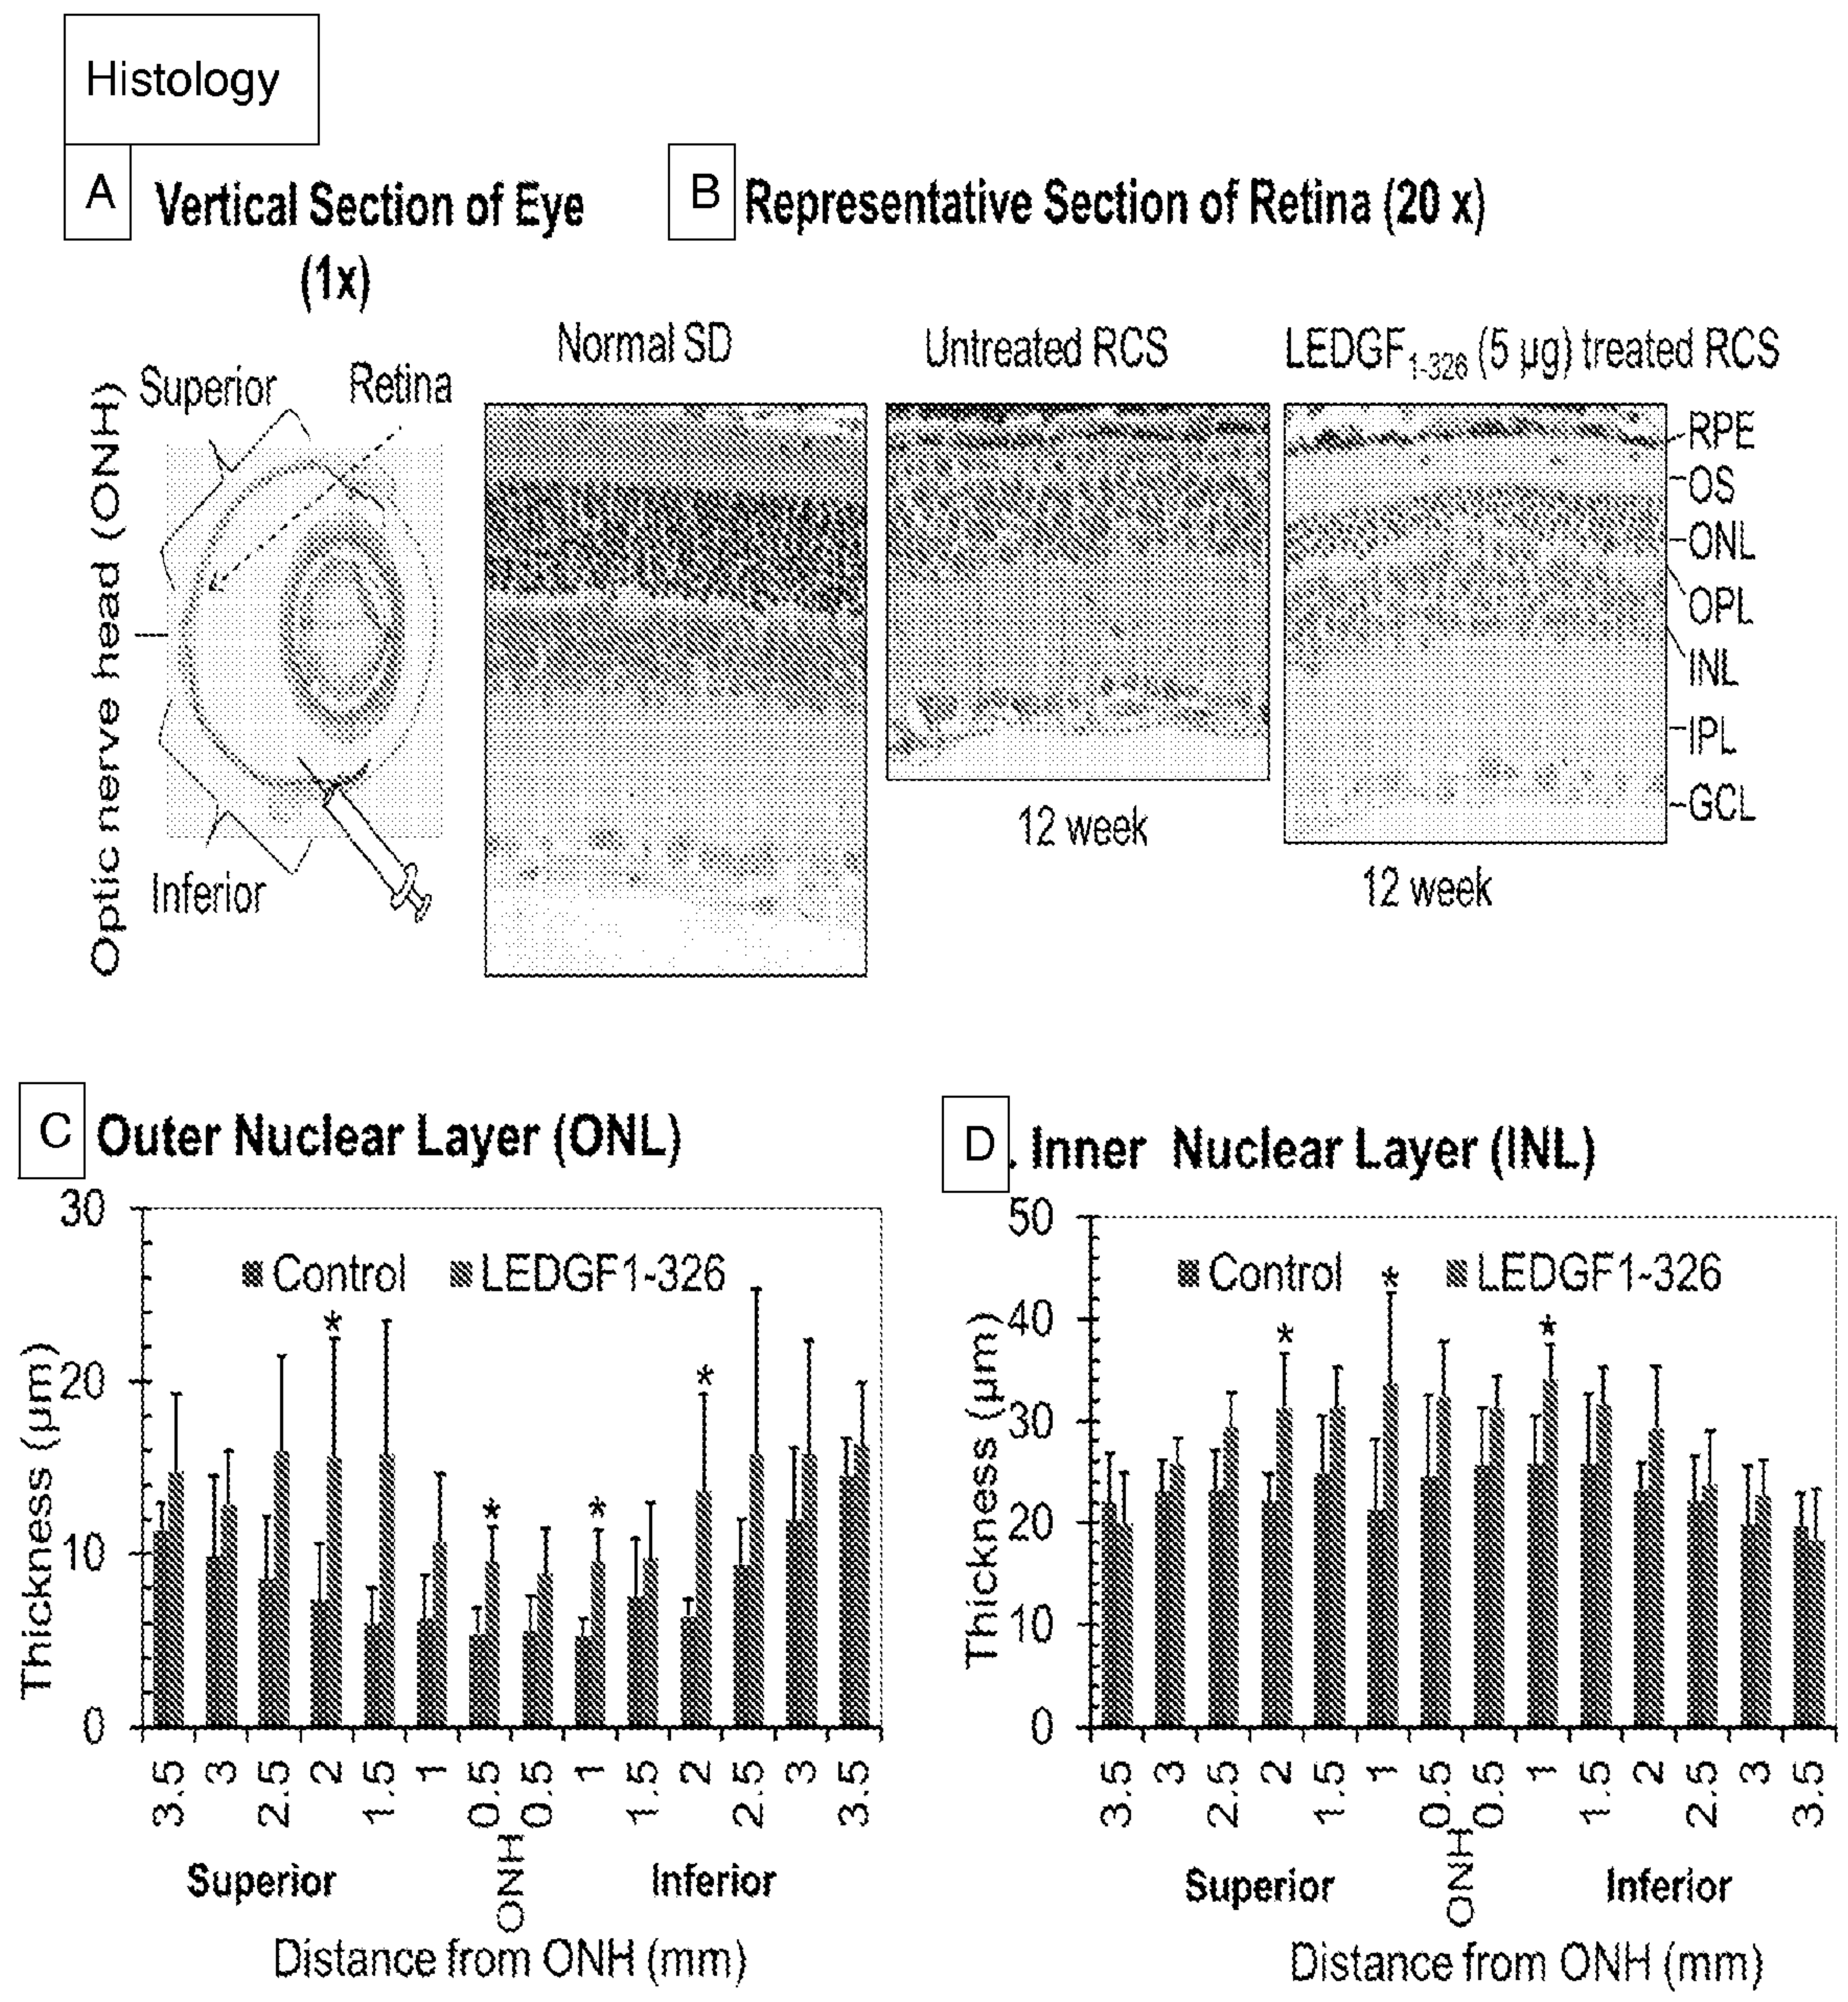 Histology
A Vertical Section of Eye
(1x)
B Representative Section of Retina (20 x)
Normal SD
Untreated RCS
LEDGF1-326 (5 µg) treated RCS
Superior
Retina
Optic nerve head (ONH)
Inferior
RPE
OS
ONL
OPL
INL
IPL
GCL
12 week
12 week
C Outer Nuclear Layer (ONL)
Control LEDGF1-326
Thickness (µm)
30
20
10
0
* * * *
3.5 3 2.5 2 1.5 1 0.5 0.5 1 1.5 2 2.5 3 3.5
Superior ONH Inferior
Distance from ONH (mm)
D . Inner Nuclear Layer (INL)
Control LEDGF1-326
Thickness (µm)
50
40
30
20
10
0
* * *
3.5 3 2.5 2 1.5 1 0.5 0.5 1 1.5 2 2.5 3 3.5
Superior ONH Inferior
Distance from ONH (mm)